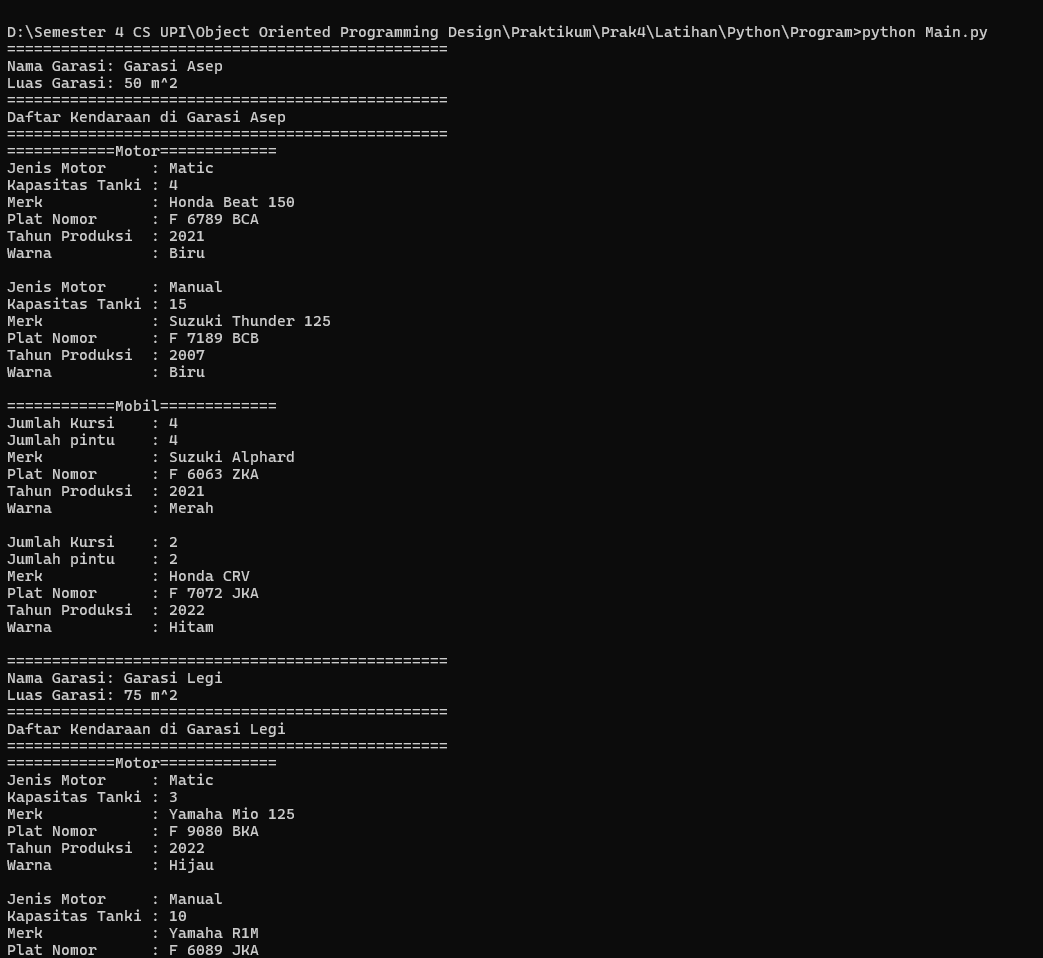 D:\Semester 4 CS UPI\Object Oriented Programming Design\Praktikum\Prak4\Latihan\Python\Program>python Main.py
=================================================
Nama Garasi: Garasi Asep
Luas Garasi: 50 m^2
=================================================
Daftar Kendaraan di Garasi Asep
=================================================
============Motor=============
Jenis Motor     : Matic
Kapasitas Tanki : 4
Merk            : Honda Beat 150
Plat Nomor      : F 6789 BCA
Tahun Produksi  : 2021
Warna           : Biru

Jenis Motor     : Manual
Kapasitas Tanki : 15
Merk            : Suzuki Thunder 125
Plat Nomor      : F 7189 BCB
Tahun Produksi  : 2007
Warna           : Biru

============Mobil=============
Jumlah Kursi    : 4
Jumlah pintu    : 4
Merk            : Suzuki Alphard
Plat Nomor      : F 6063 ZKA
Tahun Produksi  : 2021
Warna           : Merah

Jumlah Kursi    : 2
Jumlah pintu    : 2
Merk            : Honda CRV
Plat Nomor      : F 7072 JKA
Tahun Produksi  : 2022
Warna           : Hitam

=================================================
Nama Garasi: Garasi Legi
Luas Garasi: 75 m^2
=================================================
Daftar Kendaraan di Garasi Legi
=================================================
============Motor=============
Jenis Motor     : Matic
Kapasitas Tanki : 3
Merk            : Yamaha Mio 125
Plat Nomor      : F 9080 BKA
Tahun Produksi  : 2022
Warna           : Hijau

Jenis Motor     : Manual
Kapasitas Tanki : 10
Merk            : Yamaha R1M
Plat Nomor      : F 6089 JKA